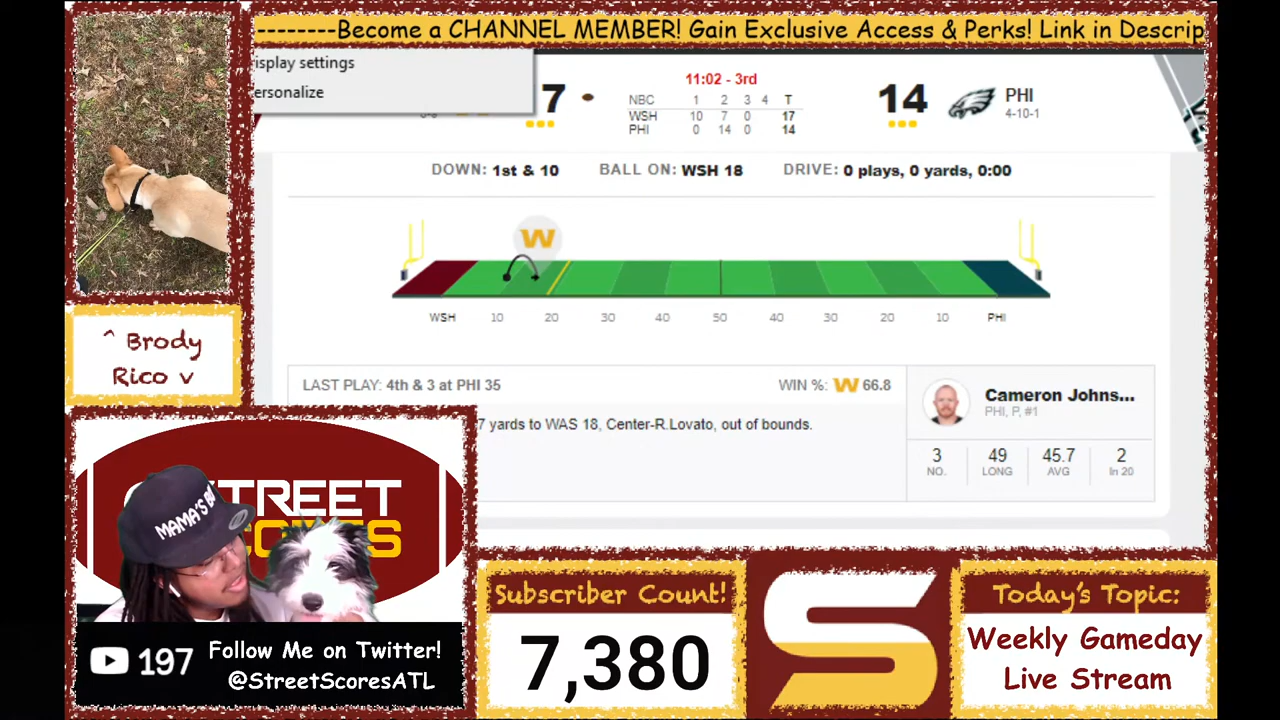 --------Become a CHANNEL MEMBER! Gain Exclusive Access & Perks! Link in Descrip
isplay settings
ersonalize
7
11:02 - 3rd
NBC 1 2 3 4 T
WSH 10 7 0 17
PHI 0 14 0 14
14
PHI
4-10-1
DOWN: 1st & 10
BALL ON: WSH 18
DRIVE: 0 plays, 0 yards, 0:00
W
WSH 10 20 30 40 50 40 30 20 10 PHI
^ Brody
Rico v
LAST PLAY: 4th & 3 at PHI 35
WIN %: W 66.8
7 yards to WAS 18, Center-R.Lovato, out of bounds.
Cameron Johns...
PHI, P, #1
3 49 45.7 2
NO. LONG AVG In 20
STREET
MAMA'S
197
Follow Me on Twitter!
@StreetScoresATL
Subscriber Count!
7,380
S
Today's Topic:
Weekly Gameday
Live Stream